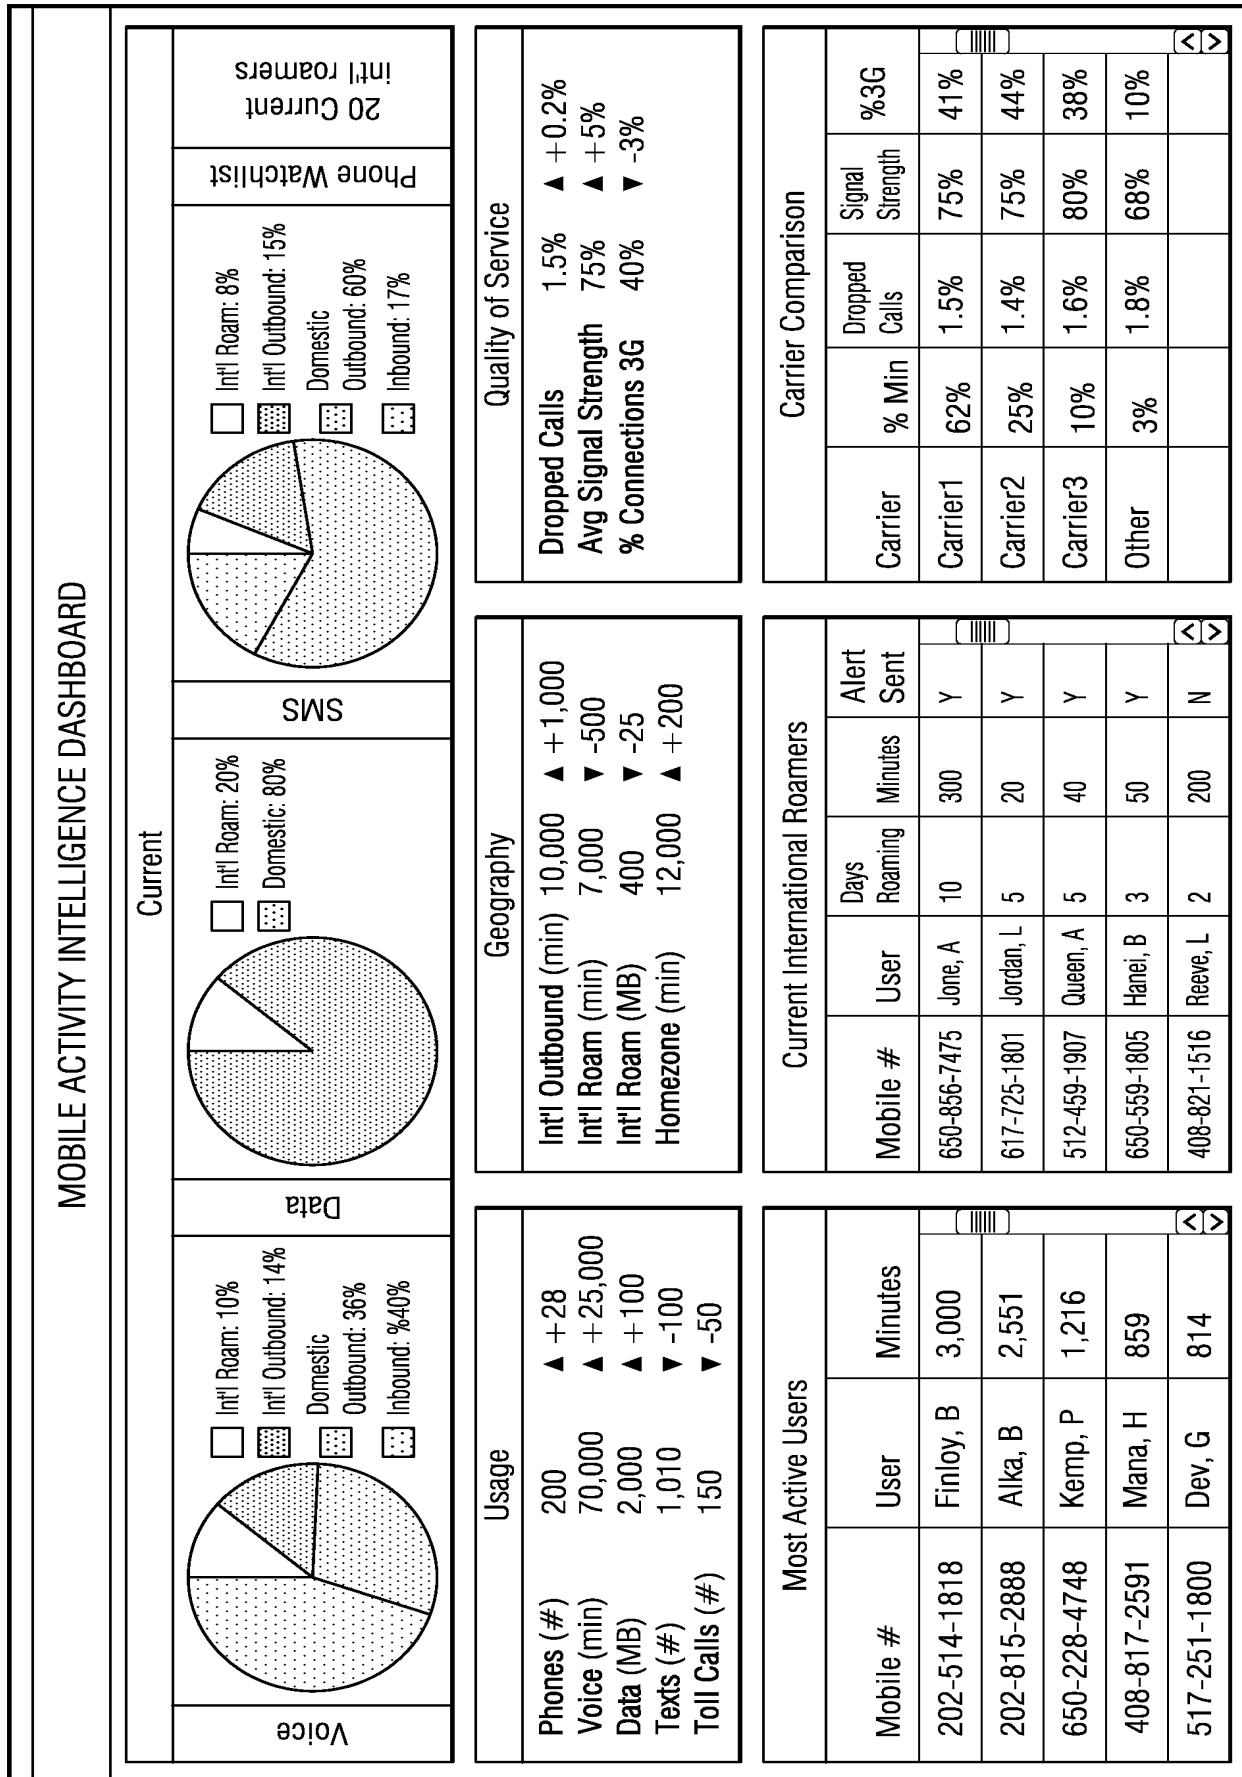 MOBILE ACTIVITY INTELLIGENCE DASHBOARD
Current
Voice
Int'l Roam: 10%
Int'l Outbound: 14%
Domestic
Outbound: 36%
Inbound: %40%
Data
Int'l Roam: 20%
Domestic: 80%
SMS
Int'l Roam: 8%
Int'l Outbound: 15%
Domestic
Outbound: 60%
Inbound: 17%
Phone Watchlist
20 Current
int'l roamers
Usage
Phones (#) 200 ▲ +28
Voice (min) 70,000 ▲ +25,000
Data (MB) 2,000 ▲ +100
Texts (#) 1,010 ▼ -100
Toll Calls (#) 150 ▼ -50
Geography
Int'l Outbound (min) 10,000 ▲ +1,000
Int'l Roam (min) 7,000 ▼ -500
Int'l Roam (MB) 400 ▼ -25
Homezone (min) 12,000 ▲ +200
Quality of Service
Dropped Calls 1.5% ▲ +0.2%
Avg Signal Strength 75% ▲ +5%
% Connections 3G 40% ▼ -3%
Most Active Users
Mobile # User Minutes
202-514-1818 Finloy, B 3,000
202-815-2888 Alka, B 2,551
650-228-4748 Kemp, P 1,216
408-817-2591 Mana, H 859
517-251-1800 Dev, G 814
Current International Roamers
Mobile # User Days Roaming Minutes Alert Sent
650-856-7475 Jone, A 10 300 Y
617-725-1801 Jordan, L 5 20 Y
512-459-1907 Queen, A 5 40 Y
650-559-1805 Hanei, B 3 50 Y
408-821-1516 Reeve, L 2 200 N
Carrier Comparison
Carrier % Min Dropped Calls Signal Strength %3G
Carrier1 62% 1.5% 75% 41%
Carrier2 25% 1.4% 75% 44%
Carrier3 10% 1.6% 80% 38%
Other 3% 1.8% 68% 10%